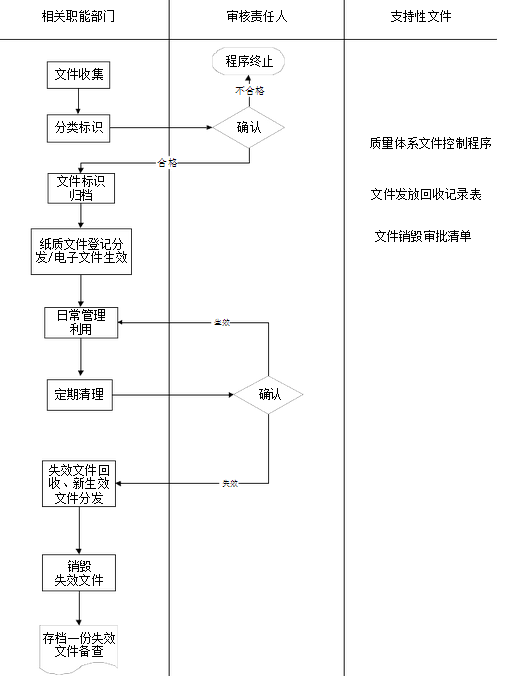 相关职能部门
审核责任人
支持性文件
程序终止
文件收集
不合格
分类标识
确认
质量体系文件控制程序
合格
文件标识
归档
文件发放回收记录表
纸质文件登记分
发/电子文件生效
文件销毁审批清单
日常管理
利用
生效
定期清理
确认
失效文件回
收、新生效
文件分发
失效
销毁
失效文件
存档一份失效
文件备查